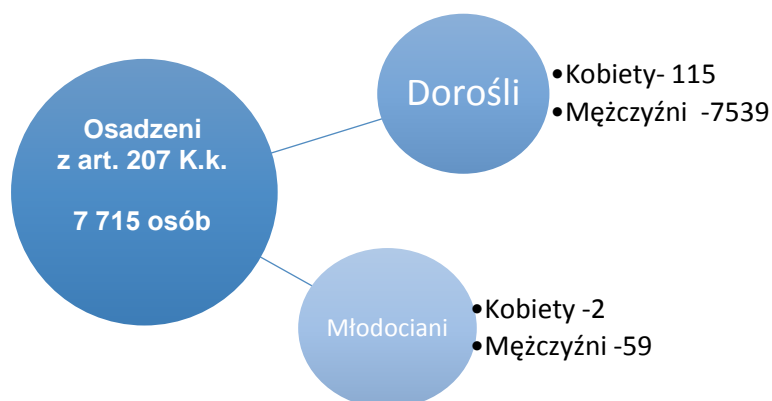 Osadzeni
z art. 207 K.k.
7 715 osób
Dorośli
•Kobiety- 115
•Mężczyźni -7539
Młodociani
•Kobiety -2
•Mężczyźni -59